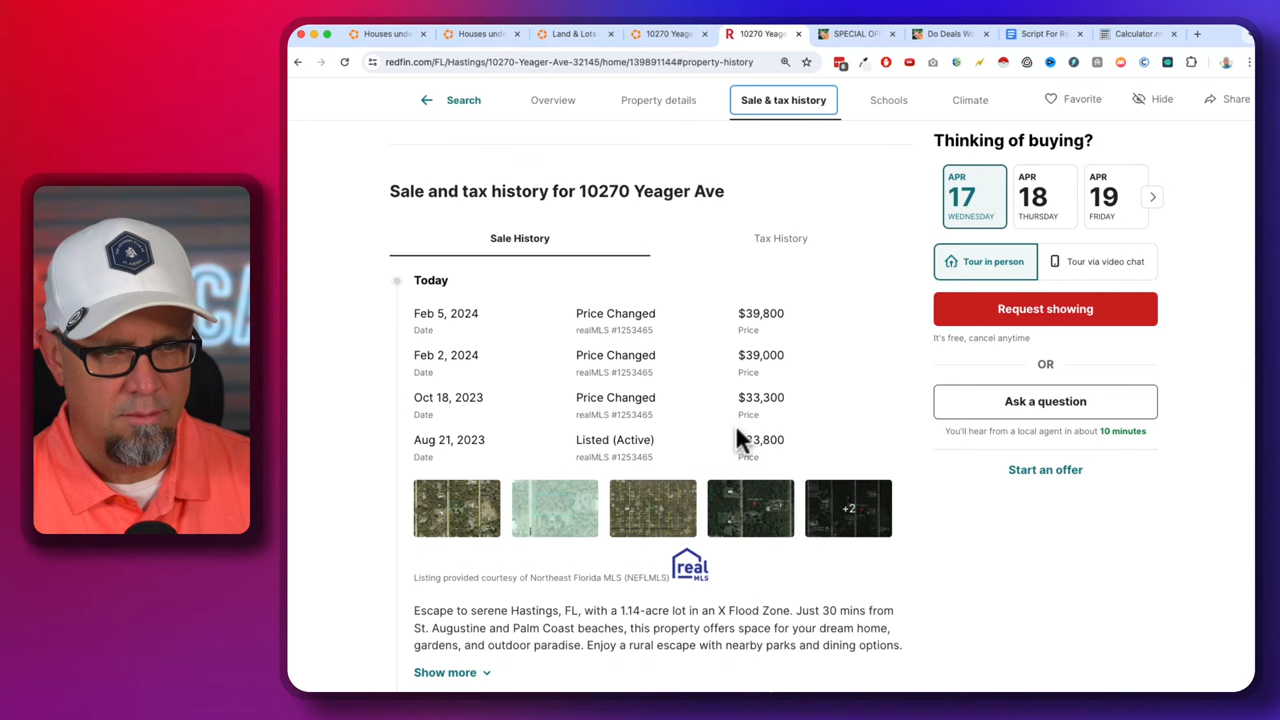 Houses unde
Houses unde
Land & Lots
10270 Yeage
10270 Yeage
SPECIAL OF
Do Deals Wo
Script For Ro
Calculator.ne
redfin.com/FL/Hastings/10270-Yeager-Ave-32145/home/139891144#property-history
Search
Overview
Property details
Sale & tax history
Schools
Climate
Favorite
Hide
Share
Sale and tax history for 10270 Yeager Ave
Sale History
Tax History
Today
Feb 5, 2024 Price Changed $39,800
Date realMLS #1253465 Price
Feb 2, 2024 Price Changed $39,000
Date realMLS #1253465 Price
Oct 18, 2023 Price Changed $33,300
Date realMLS #1253465 Price
Aug 21, 2023 Listed (Active) 3,800
Date realMLS #1253465 Price
+2
real
MLS
Listing provided courtesy of Northeast Florida MLS (NEFLMLS)
Escape to serene Hastings, FL, with a 1.14-acre lot in an X Flood Zone. Just 30 mins from
St. Augustine and Palm Coast beaches, this property offers space for your dream home,
gardens, and outdoor paradise. Enjoy a rural escape with nearby parks and dining options.
Show more
Thinking of buying?
APR APR APR
17 18 19
WEDNESDAY THURSDAY FRIDAY
Tour in person
Tour via video chat
Request showing
It's free, cancel anytime
OR
Ask a question
You'll hear from a local agent in about 10 minutes
Start an offer